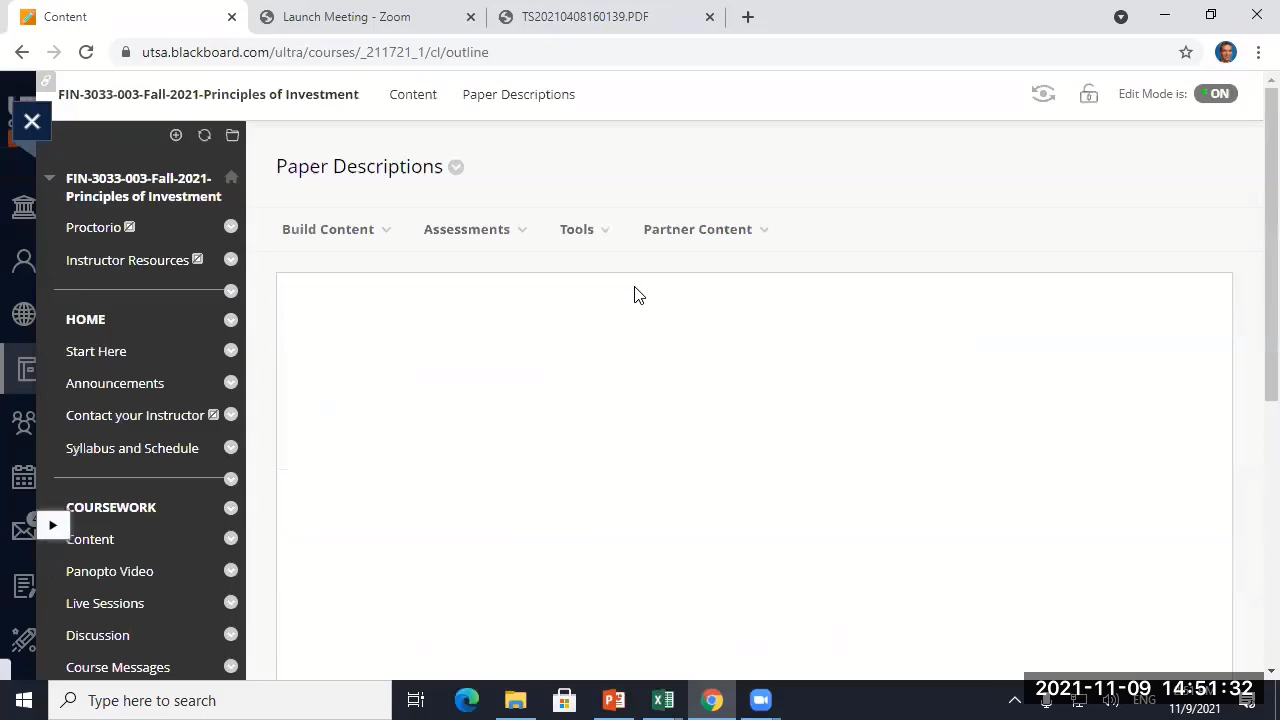 Content
Launch Meeting - Zoom
TS20210408160139.PDF
utsa.blackboard.com/ultra/courses/_211721_1/cl/outline
FIN-3033-003-Fall-2021-Principles of Investment
Content
Paper Descriptions
Edit Mode is:
ON
FIN-3033-003-Fall-2021-
Principles of Investment
Proctorio
Instructor Resources
HOME
Start Here
Announcements
Contact your Instructor
Syllabus and Schedule
COURSEWORK
Content
Panopto Video
Live Sessions
Discussion
Course Messages
Paper Descriptions
Build Content
Assessments
Tools
Partner Content
Type here to search
2021-11-09 14:51:32
ENG
11/9/2021